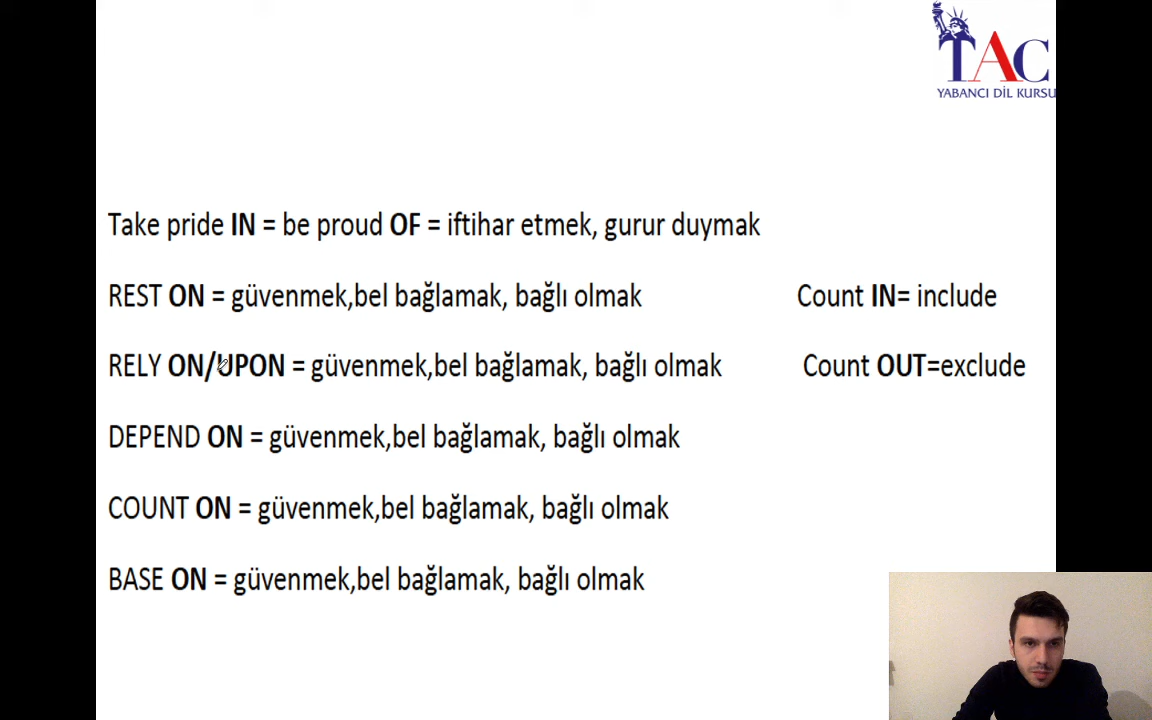 TAC
YABANCI DİL KURSU
Take pride IN = be proud OF = iftihar etmek, gurur duymak
REST ON = güvenmek,bel bağlamak, bağlı olmak
Count IN= include
RELY ON/UPON = güvenmek,bel bağlamak, bağlı olmak
Count OUT=exclude
DEPEND ON = güvenmek,bel bağlamak, bağlı olmak
COUNT ON = güvenmek,bel bağlamak, bağlı olmak
BASE ON = güvenmek,bel bağlamak, bağlı olmak